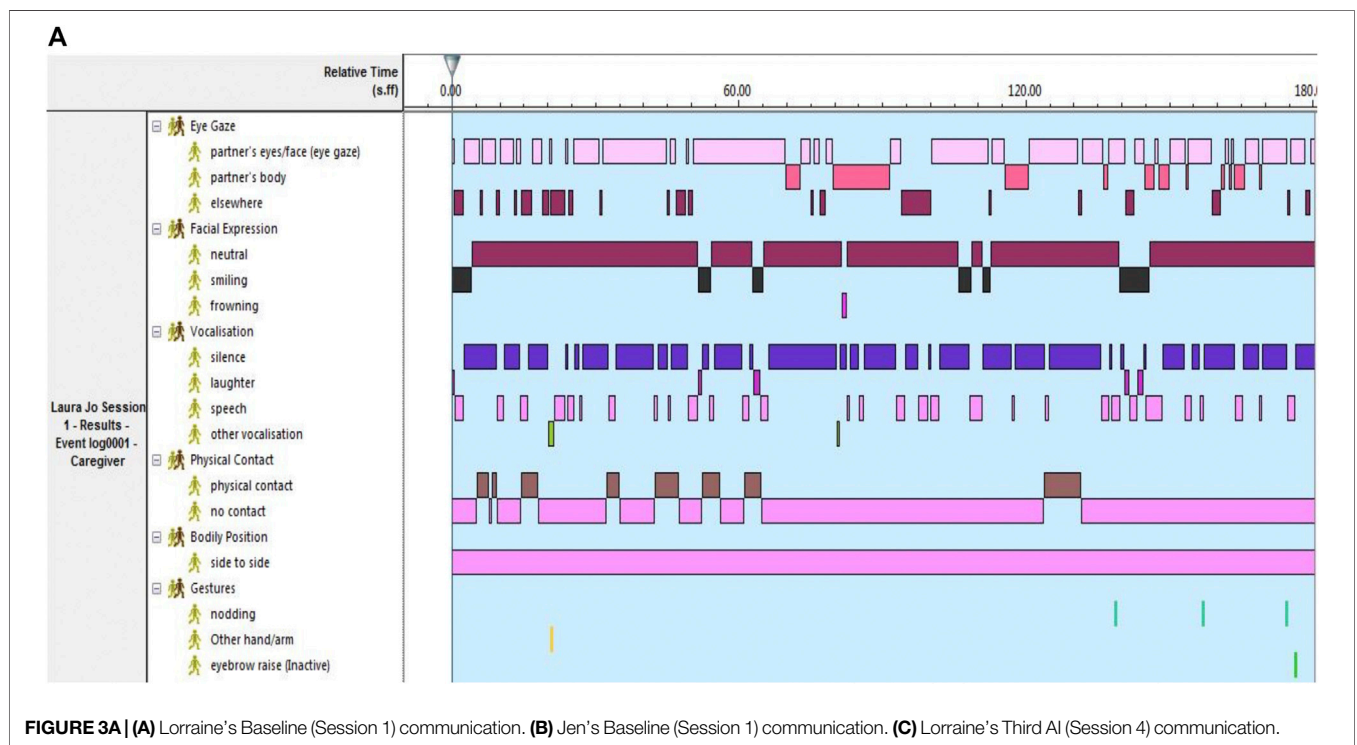 A
Relative Time
(s.ff)
0.00 60.00 120.00 180.0
Eye Gaze
partner's eyes/face (eye gaze)
partner's body
elsewhere
Facial Expression
neutral
smiling
frowning
Vocalisation
silence
laughter
speech
other vocalisation
Physical Contact
physical contact
no contact
Bodily Position
side to side
Gestures
nodding
Other hand/arm
eyebrow raise (Inactive)
Laura Jo Session
1 - Results -
Event log0001 -
Caregiver
FIGURE 3A | (A) Lorraine's Baseline (Session 1) communication. (B) Jen's Baseline (Session 1) communication. (C) Lorraine's Third AI (Session 4) communication.